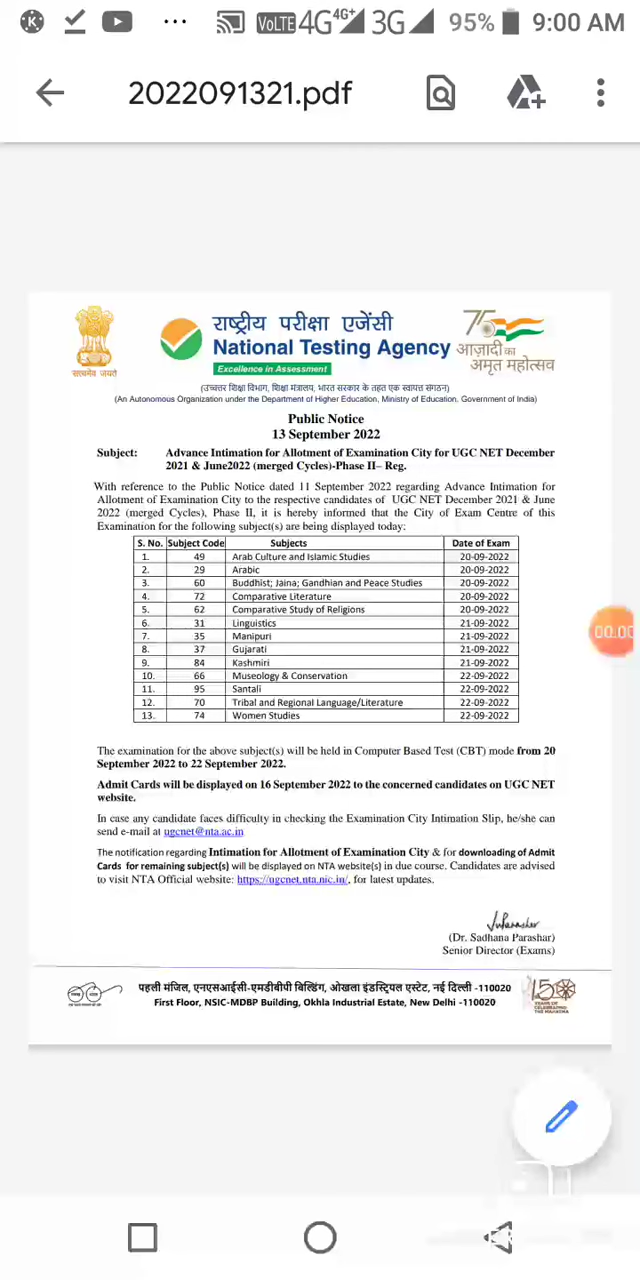 VoLTE 4G 4G+ 3G 95% 9:00 AM
2022091321.pdf
राष्ट्रीय परीक्षा एजेंसी
National Testing Agency
Excellence in Assessment
सत्यमेव जयते
75
आज़ादी का
अमृत महोत्सव
(उच्चतर शिक्षा विभाग, शिक्षा मंत्रालय, भारत सरकार के तहत एक स्वायत्त संगठन)
(An Autonomous Organization under the Department of Higher Education, Ministry of Education, Government of India)
Public Notice
13 September 2022
Subject: Advance Intimation for Allotment of Examination City for UGC NET December
2021 & June2022 (merged Cycles)-Phase II– Reg.
With reference to the Public Notice dated 11 September 2022 regarding Advance Intimation for
Allotment of Examination City to the respective candidates of UGC NET December 2021 & June
2022 (merged Cycles), Phase II, it is hereby informed that the City of Exam Centre of this
Examination for the following subject(s) are being displayed today:
S. No. Subject Code Subjects Date of Exam
1. 49 Arab Culture and Islamic Studies 20-09-2022
2. 29 Arabic 20-09-2022
3. 60 Buddhist; Jaina; Gandhian and Peace Studies 20-09-2022
4. 72 Comparative Literature 20-09-2022
5. 62 Comparative Study of Religions 20-09-2022
6. 31 Linguistics 21-09-2022
7. 35 Manipuri 21-09-2022
8. 37 Gujarati 21-09-2022
9. 84 Kashmiri 21-09-2022
10. 66 Museology & Conservation 22-09-2022
11. 95 Santali 22-09-2022
12. 70 Tribal and Regional Language/Literature 22-09-2022
13. 74 Women Studies 22-09-2022
00:00
The examination for the above subject(s) will be held in Computer Based Test (CBT) mode from 20
September 2022 to 22 September 2022.
Admit Cards will be displayed on 16 September 2022 to the concerned candidates on UGC NET
website.
In case any candidate faces difficulty in checking the Examination City Intimation Slip, he/she can
send e-mail at ugcnet@nta.ac.in
The notification regarding Intimation for Allotment of Examination City & for downloading of Admit
Cards for remaining subject(s) will be displayed on NTA website(s) in due course. Candidates are advised
to visit NTA Official website: https://ugcnet.nta.nic.in/, for latest updates.
(Dr. Sadhana Parashar)
Senior Director (Exams)
पहली मंजिल, एनएसआईसी-एमडीबीपी बिल्डिंग, ओखला इंडस्ट्रियल एस्टेट, नई दिल्ली -110020
First Floor, NSIC-MDBP Building, Okhla Industrial Estate, New Delhi -110020
150
YEARS OF
CELEBRATING
THE MAHATMA